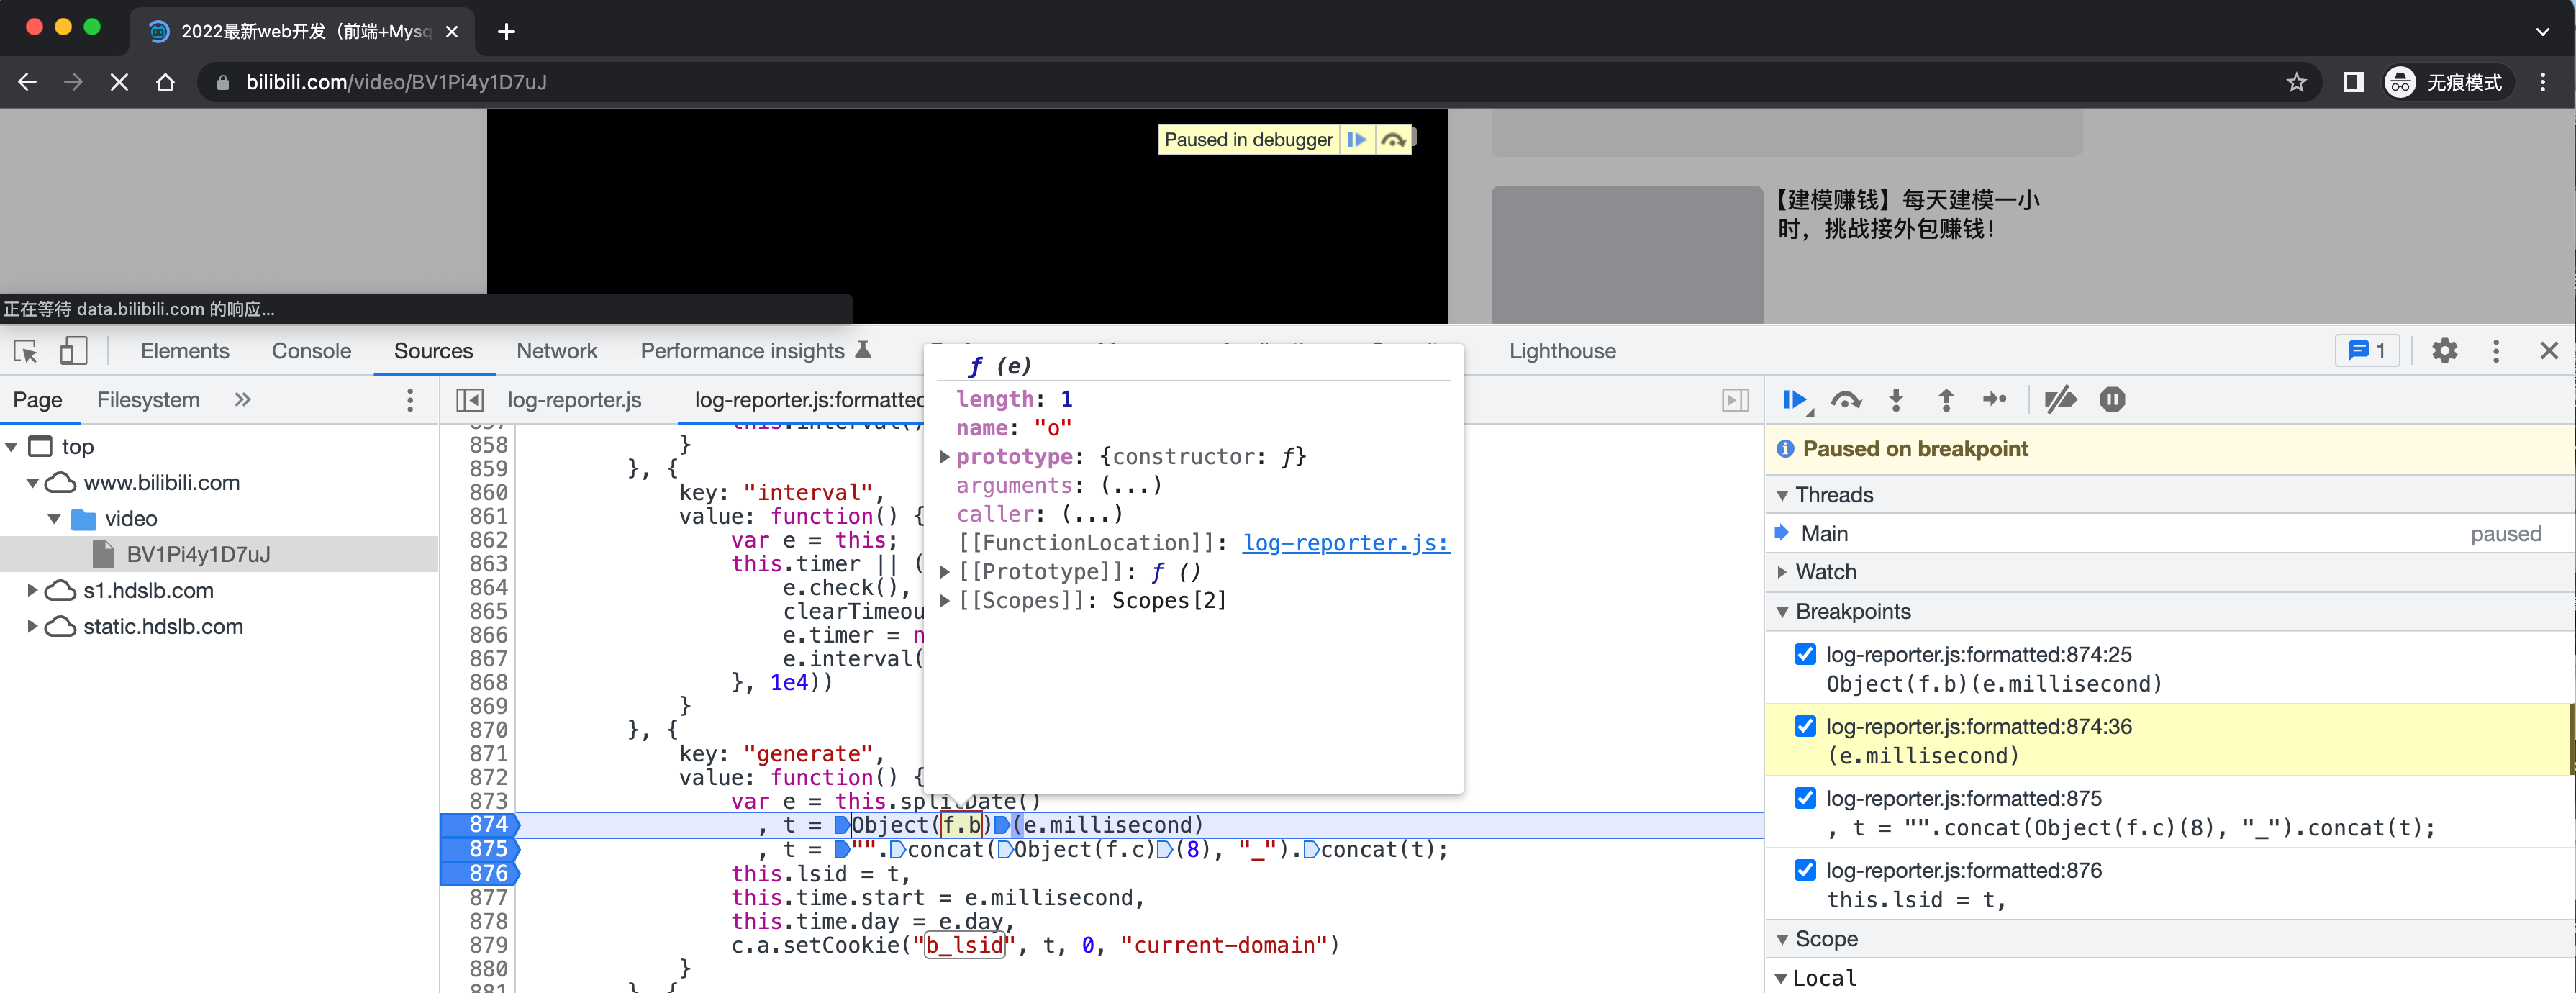 2022最新web开发（前端+Mysq
bilibili.com/video/BV1Pi4y1D7uJ
无痕模式
Paused in debugger
【建模赚钱】每天建模一小
时，挑战接外包赚钱！
正在等待 data.bilibili.com 的响应...
Elements Console Sources Network Performance insights Lighthouse 1
Page Filesystem
log-reporter.js log-reporter.js:formatted
top
www.bilibili.com
video
BV1Pi4y1D7uJ
s1.hdslb.com
static.hdslb.com
857 this.interval()
858 }
859 }, {
860 key: "interval",
861 value: function() {
862 var e = this;
863 this.timer || (
864 e.check(),
865 clearTimeou
866 e.timer = n
867 e.interval(
868 }, 1e4))
869 }
870 }, {
871 key: "generate",
872 value: function() {
873 var e = this.splitDate()
874 , t = Object(f.b)(e.millisecond)
875 , t = "".concat(Object(f.c)(8), "_").concat(t);
876 this.lsid = t,
877 this.time.start = e.millisecond,
878 this.time.day = e.day,
879 c.a.setCookie("b_lsid", t, 0, "current-domain")
880 }
881 }, {
ƒ (e)
length: 1
name: "o"
prototype: {constructor: ƒ}
arguments: (...)
caller: (...)
[[FunctionLocation]]: log-reporter.js:
[[Prototype]]: ƒ ()
[[Scopes]]: Scopes[2]
Paused on breakpoint
Threads
Main paused
Watch
Breakpoints
log-reporter.js:formatted:874:25
Object(f.b)(e.millisecond)
log-reporter.js:formatted:874:36
(e.millisecond)
log-reporter.js:formatted:875
, t = "".concat(Object(f.c)(8), "_").concat(t);
log-reporter.js:formatted:876
this.lsid = t,
Scope
Local